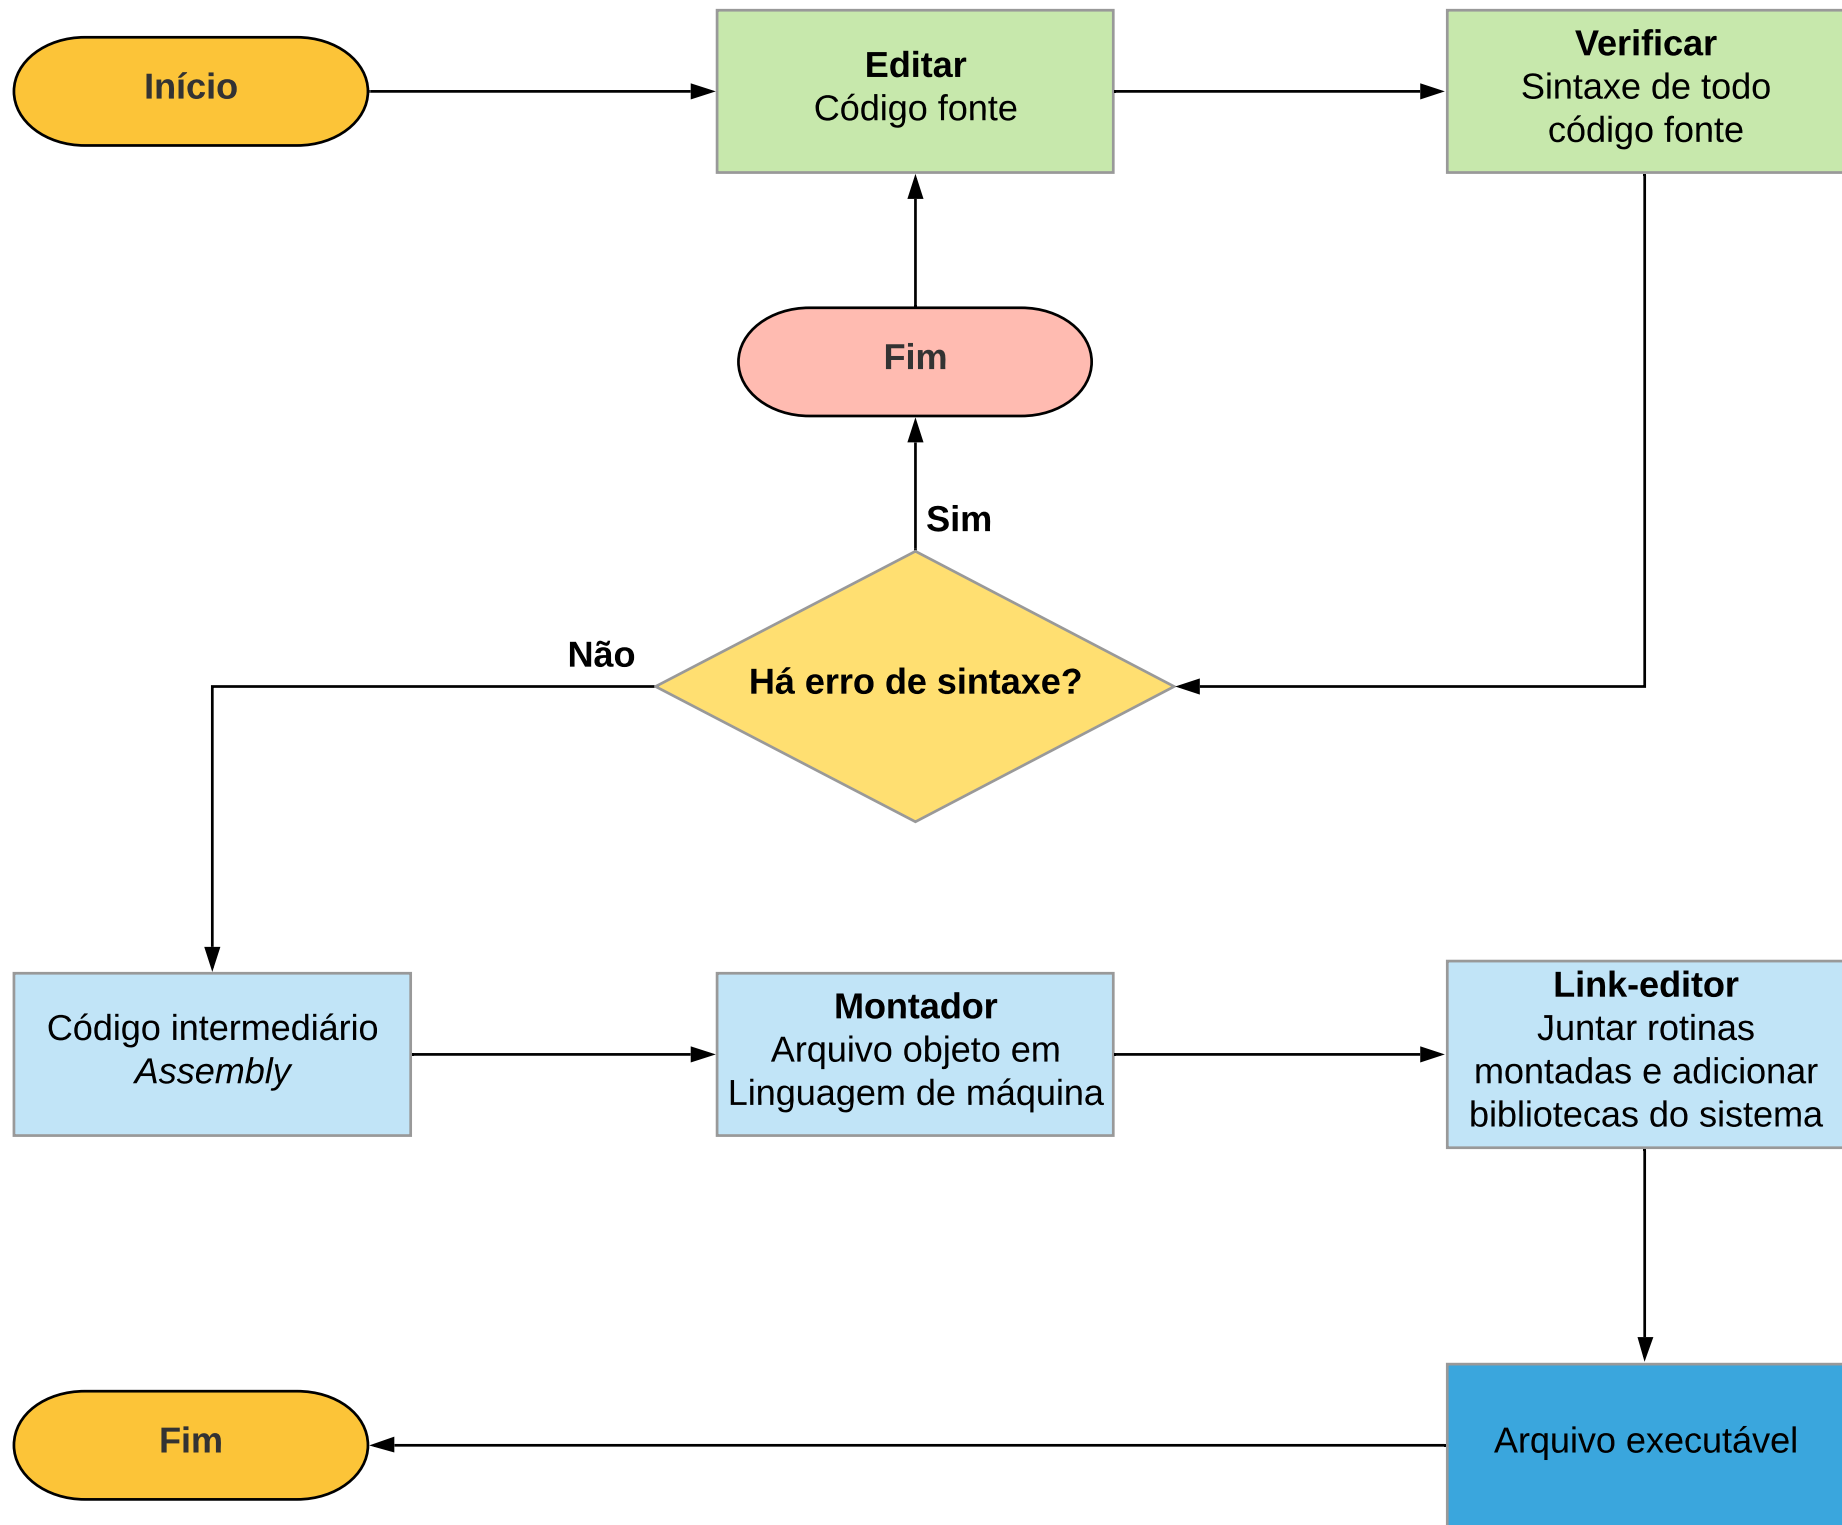 Início
Editar
Código fonte
Verificar
Sintaxe de todo
código fonte
Fim
Sim
Não
Há erro de sintaxe?
Código intermediário
Assembly
Montador
Arquivo objeto em
Linguagem de máquina
Link-editor
Juntar rotinas
montadas e adicionar
bibliotecas do sistema
Arquivo executável
Fim